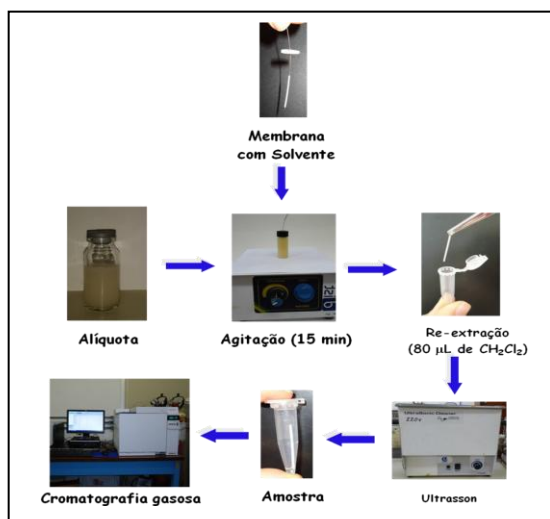 Membrana
com Solvente
Alíquota
Agitação (15 min)
Re-extração
(80 µL de CH₂Cl₂)
Cromatografia gasosa
Amostra
Ultrasson